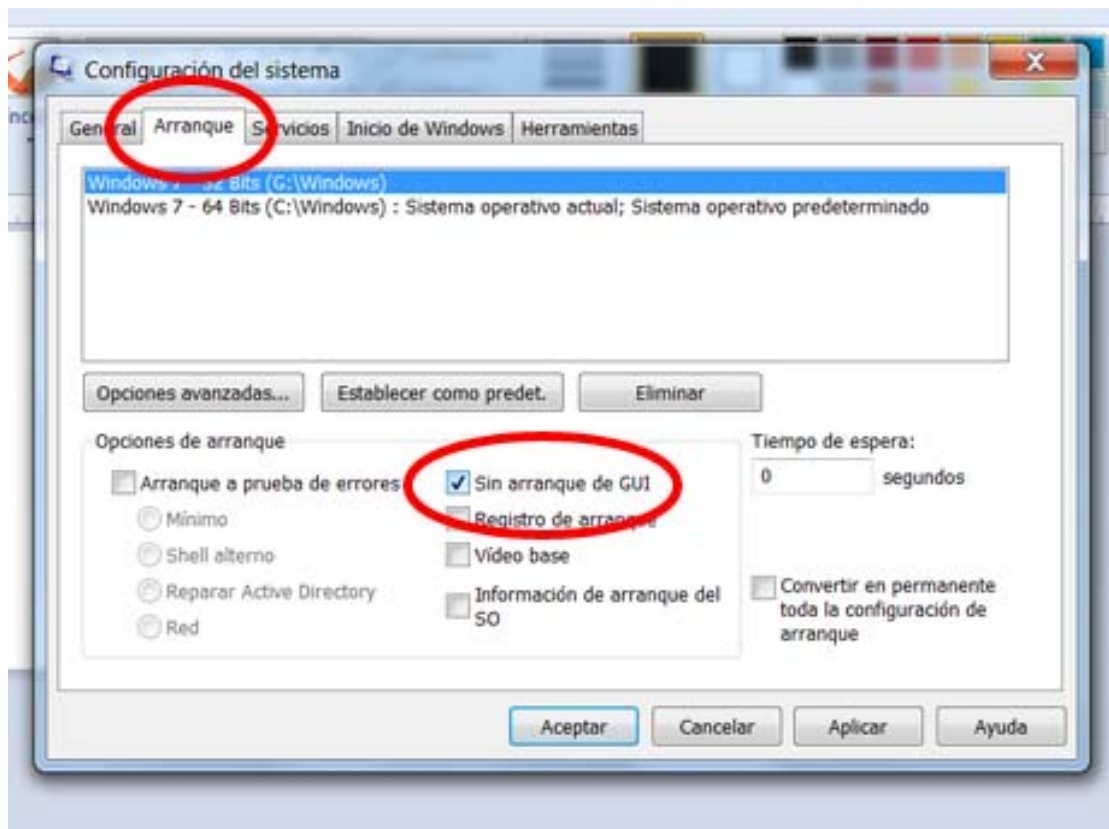 Configuración del sistema
General Arranque Servicios Inicio de Windows Herramientas
Windows 7 - 32 Bits (G:\Windows)
Windows 7 - 64 Bits (C:\Windows) : Sistema operativo actual; Sistema operativo predeterminado
Opciones avanzadas... Establecer como predet. Eliminar
Opciones de arranque
Tiempo de espera:
Arranque a prueba de errores
Sin arranque de GUI
0 segundos
Mínimo
Registro de arranque
Shell alterno
Vídeo base
Reparar Active Directory
Información de arranque del
SO
Convertir en permanente
toda la configuración de
arranque
Red
Aceptar Cancelar Aplicar Ayuda